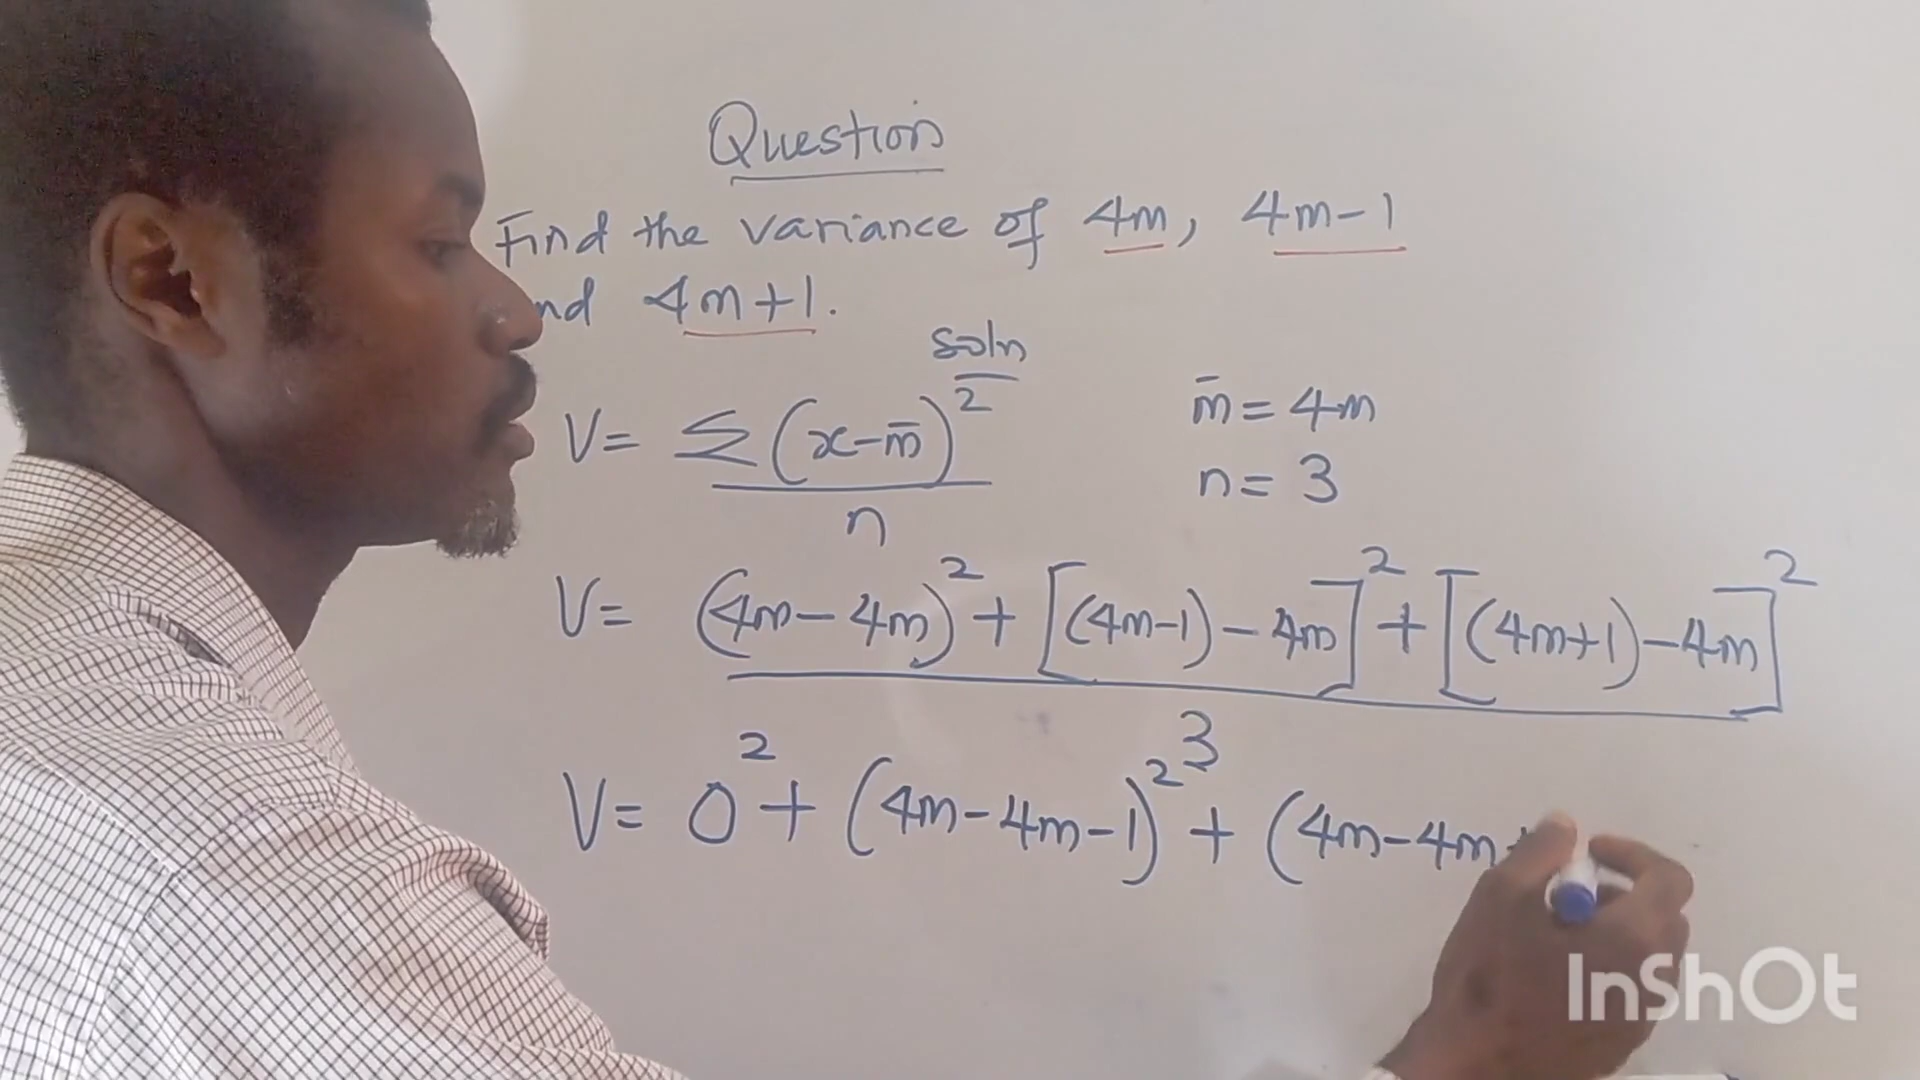 Question
Find the variance of 4m, 4m-1
nd 4m+1.
soln
V= Σ(x-m̄)²
n
m̄=4m
n=3
V= (4m-4m)²+[(4m-1)-4m]²+[(4m+1)-4m]²
3
V= 0²+(4m-4m-1)²+(4m-4m+
InShOt